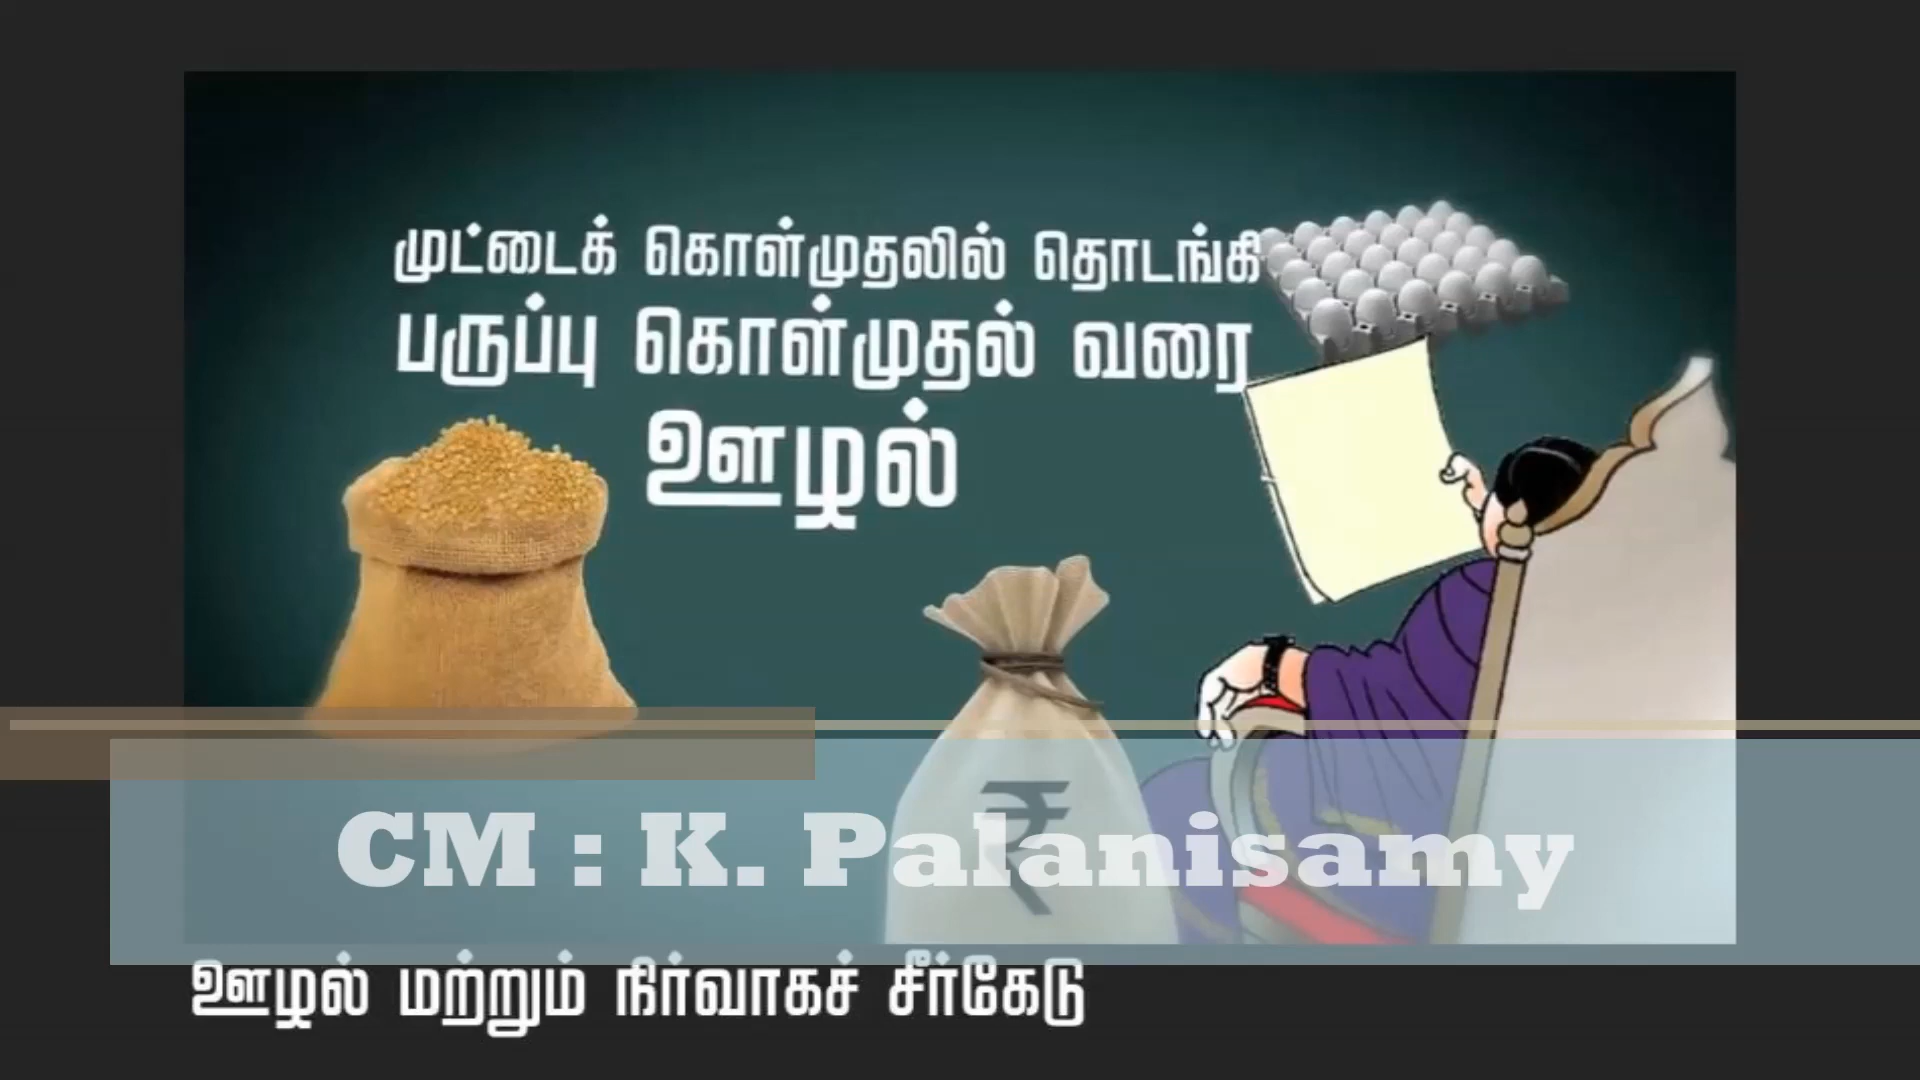 முட்டைக் கொள்முதலில் தொடங்கி
பருப்பு கொள்முதல் வரை
ஊழல்
₹
CM : K. Palanisamy
ஊழல் மற்றும் நிர்வாகச் சீர்கேடு